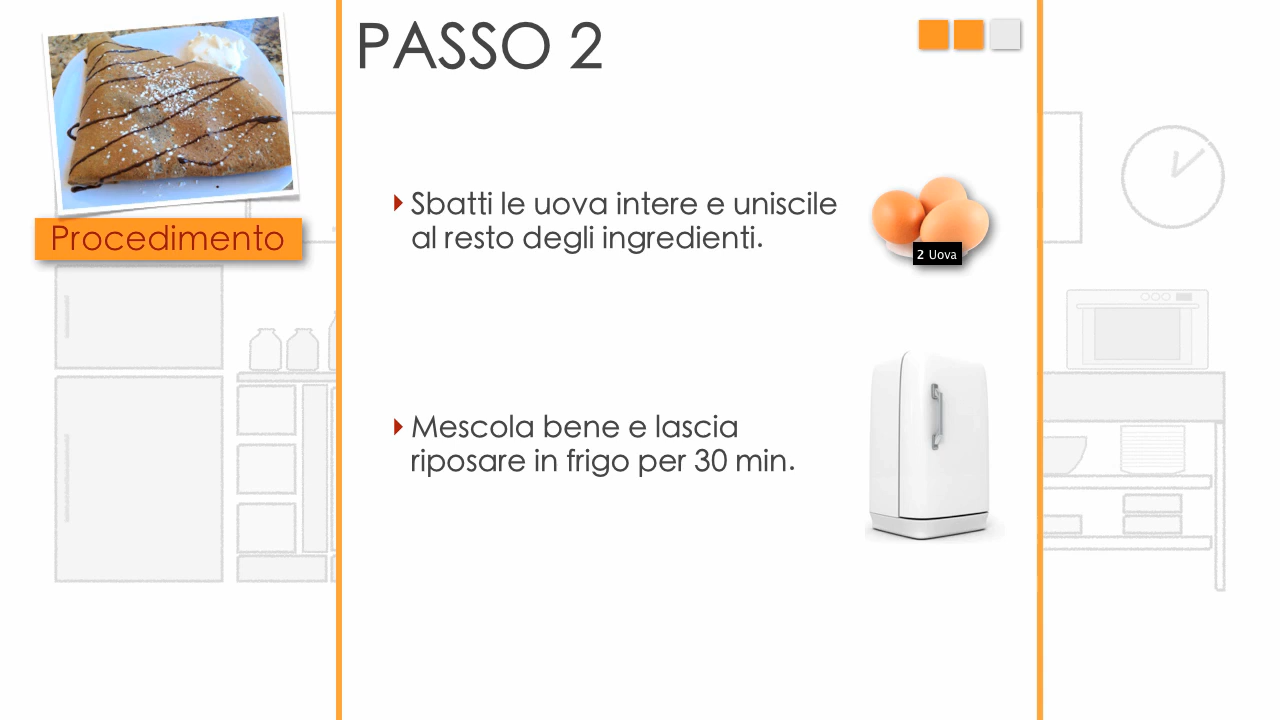 PASSO 2
Procedimento
Sbatti le uova intere e uniscile
al resto degli ingredienti.
2 Uova
Mescola bene e lascia
riposare in frigo per 30 min.